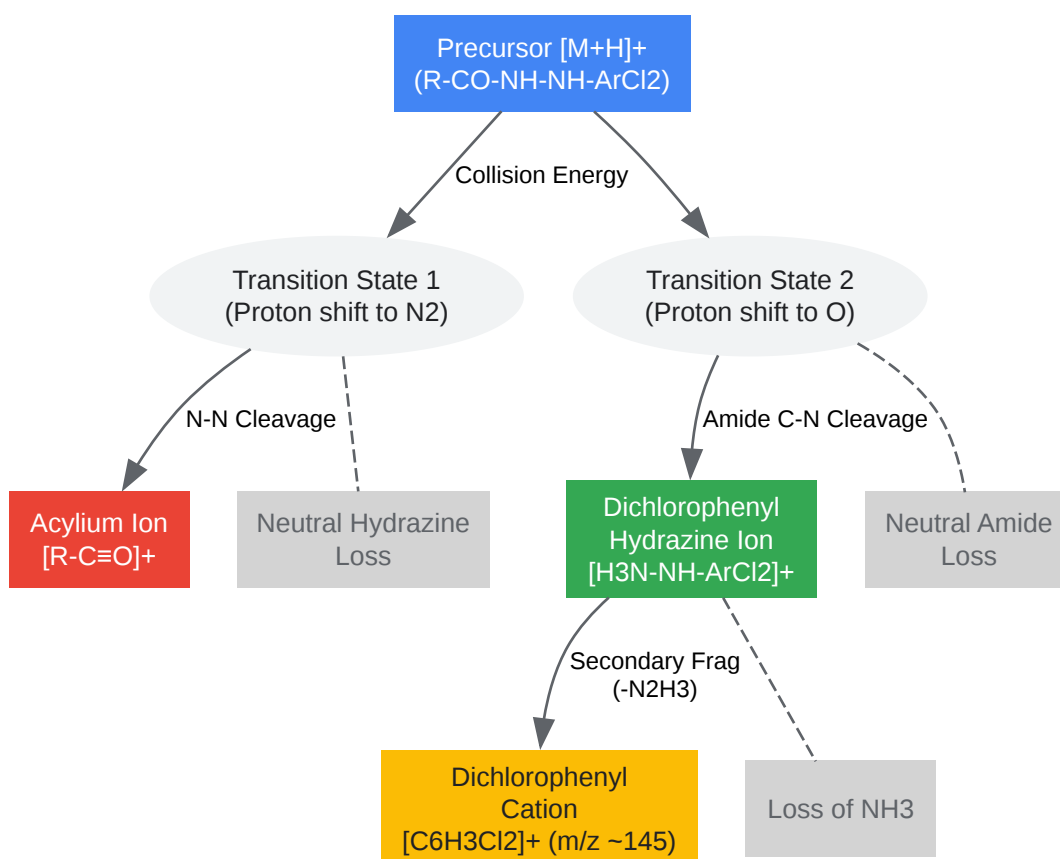 Precursor [M+H]+
(R-CO-NH-NH-ArCl2)
Collision Energy
Transition State 1
(Proton shift to N2)
Transition State 2
(Proton shift to O)
N-N Cleavage
Amide C-N Cleavage
Acylium Ion
[R-C≡O]+
Neutral Hydrazine
Loss
Dichlorophenyl
Hydrazine Ion
[H3N-NH-ArCl2]+
Neutral Amide
Loss
Secondary Frag
(-N2H3)
Dichlorophenyl
Cation
[C6H3Cl2]+ (m/z ~145)
Loss of NH3